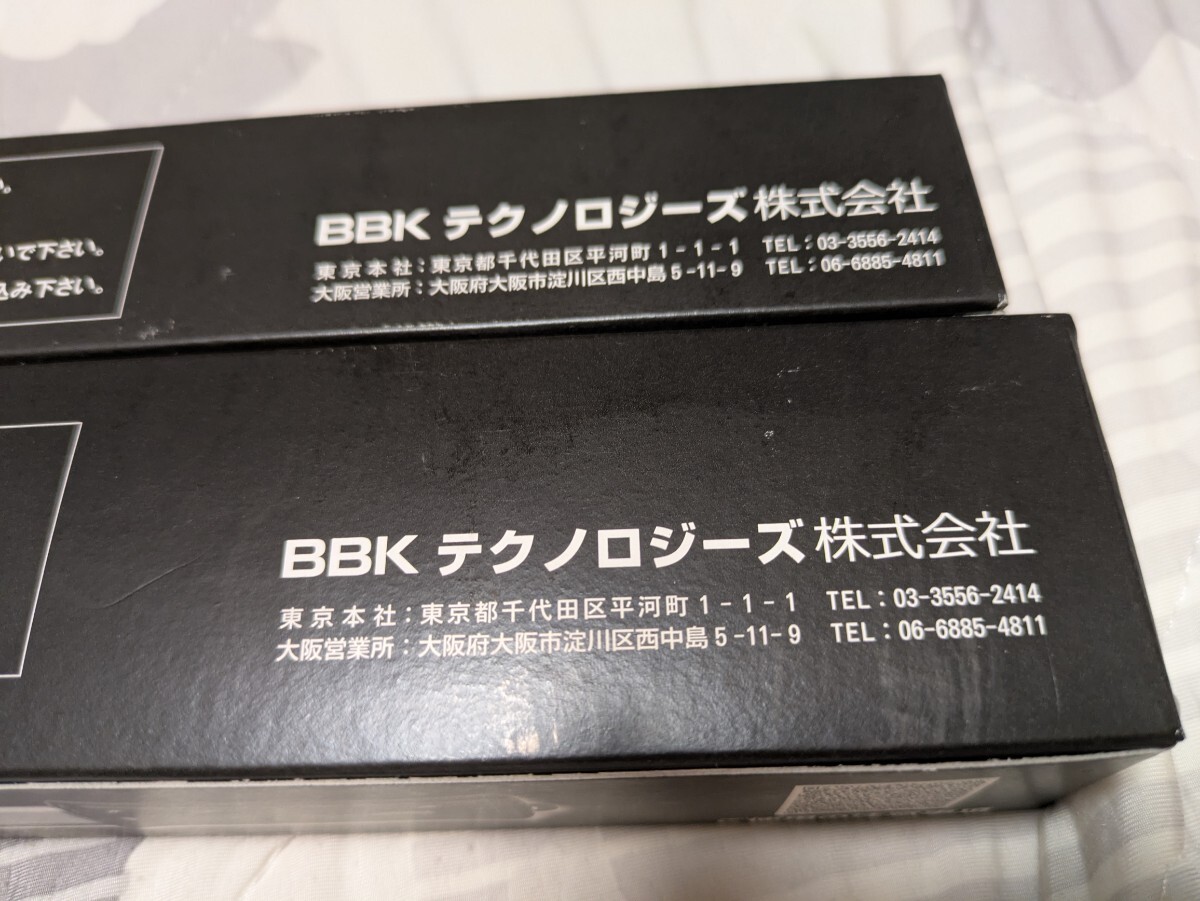 い。
いで下さい。
込み下さい。
BBK テクノロジーズ 株式会社
東京本社：東京都千代田区平河町 1 - 1 - 1 TEL：03-3556-2414
大阪営業所：大阪府大阪市淀川区西中島 5 -11- 9 TEL：06-6885-4811
BBK テクノロジーズ 株式会社
東京本社：東京都千代田区平河町 1 - 1 - 1 TEL：03-3556-2414
大阪営業所：大阪府大阪市淀川区西中島 5 -11- 9 TEL：06-6885-4811